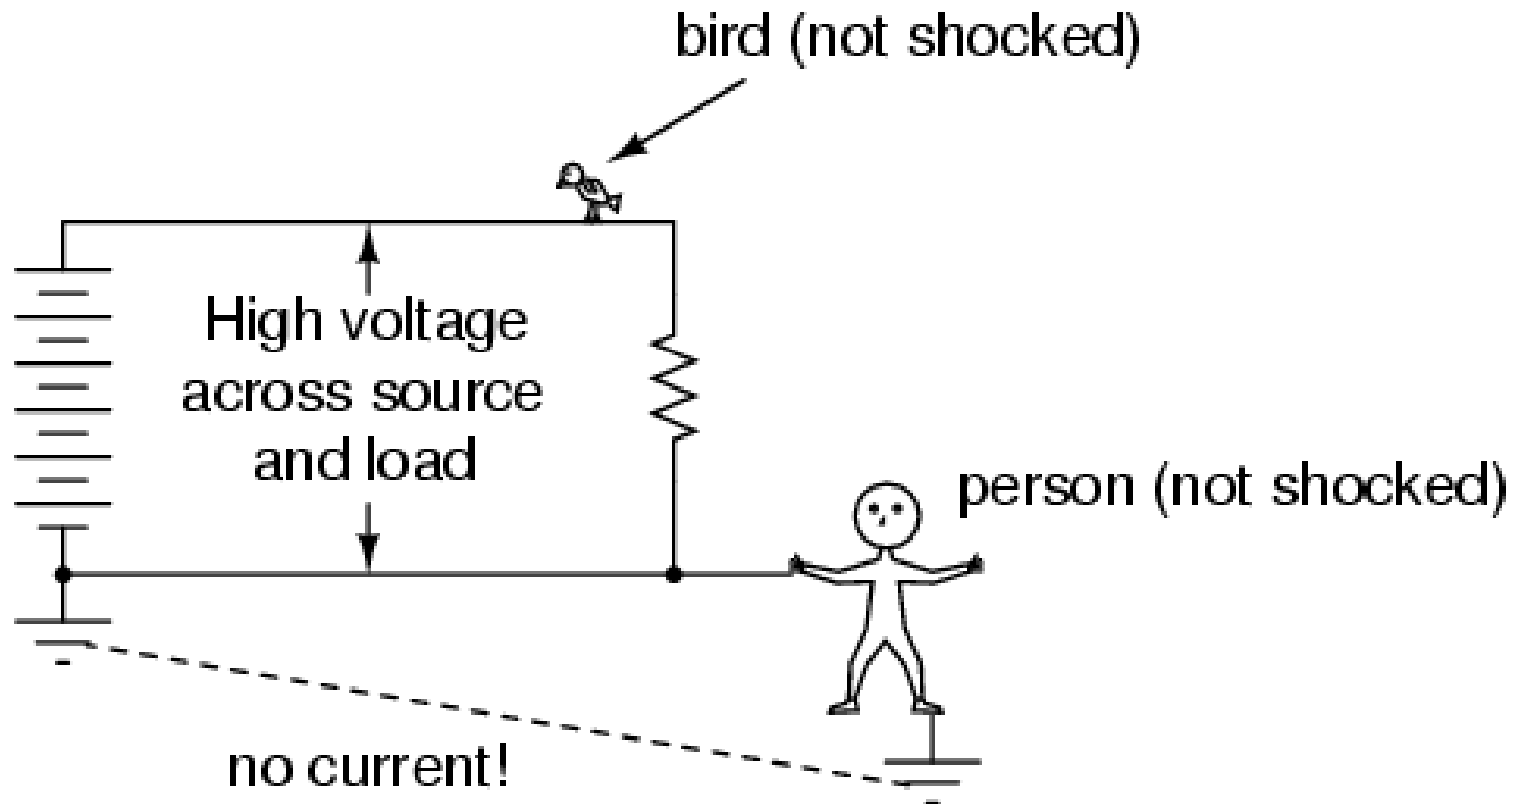 bird (not shocked)
High voltage
across source
and load
person (not shocked)
no current!